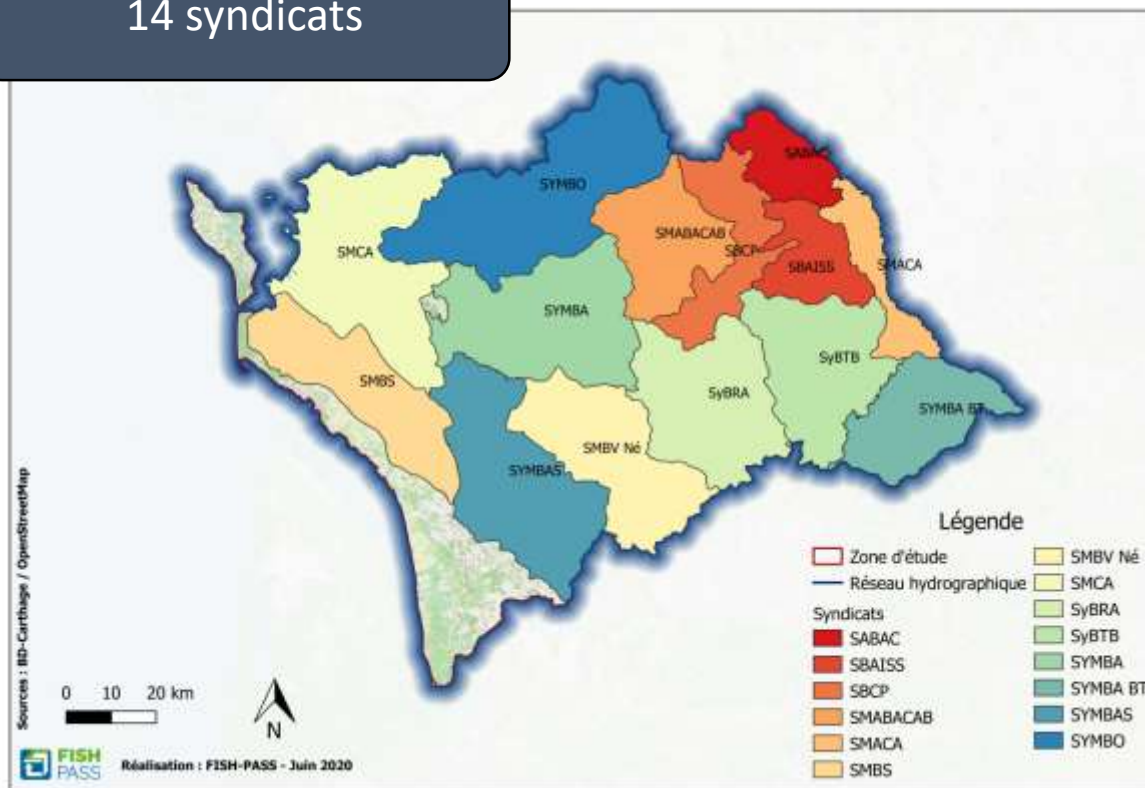 14 syndicats
SABAC
SYMBO
SMABACAB
SBCP
SMCA
SBAISS
SMACA
SYMBA
SyBTB
SMBS
SyBRA
SYMBA BT
SMBV Né
SYMBAS
Légende
Zone d'étude
Réseau hydrographique
Syndicats
SABAC
SBAISS
SBCP
SMABACAB
SMACA
SMBS
SMBV Né
SMCA
SyBRA
SyBTB
SYMBA
SYMBA BT
SYMBAS
SYMBO
Sources : BD-Carthage / OpenStreetMap
0 10 20 km
N
FISH
PASS
Réalisation : FISH-PASS - Juin 2020